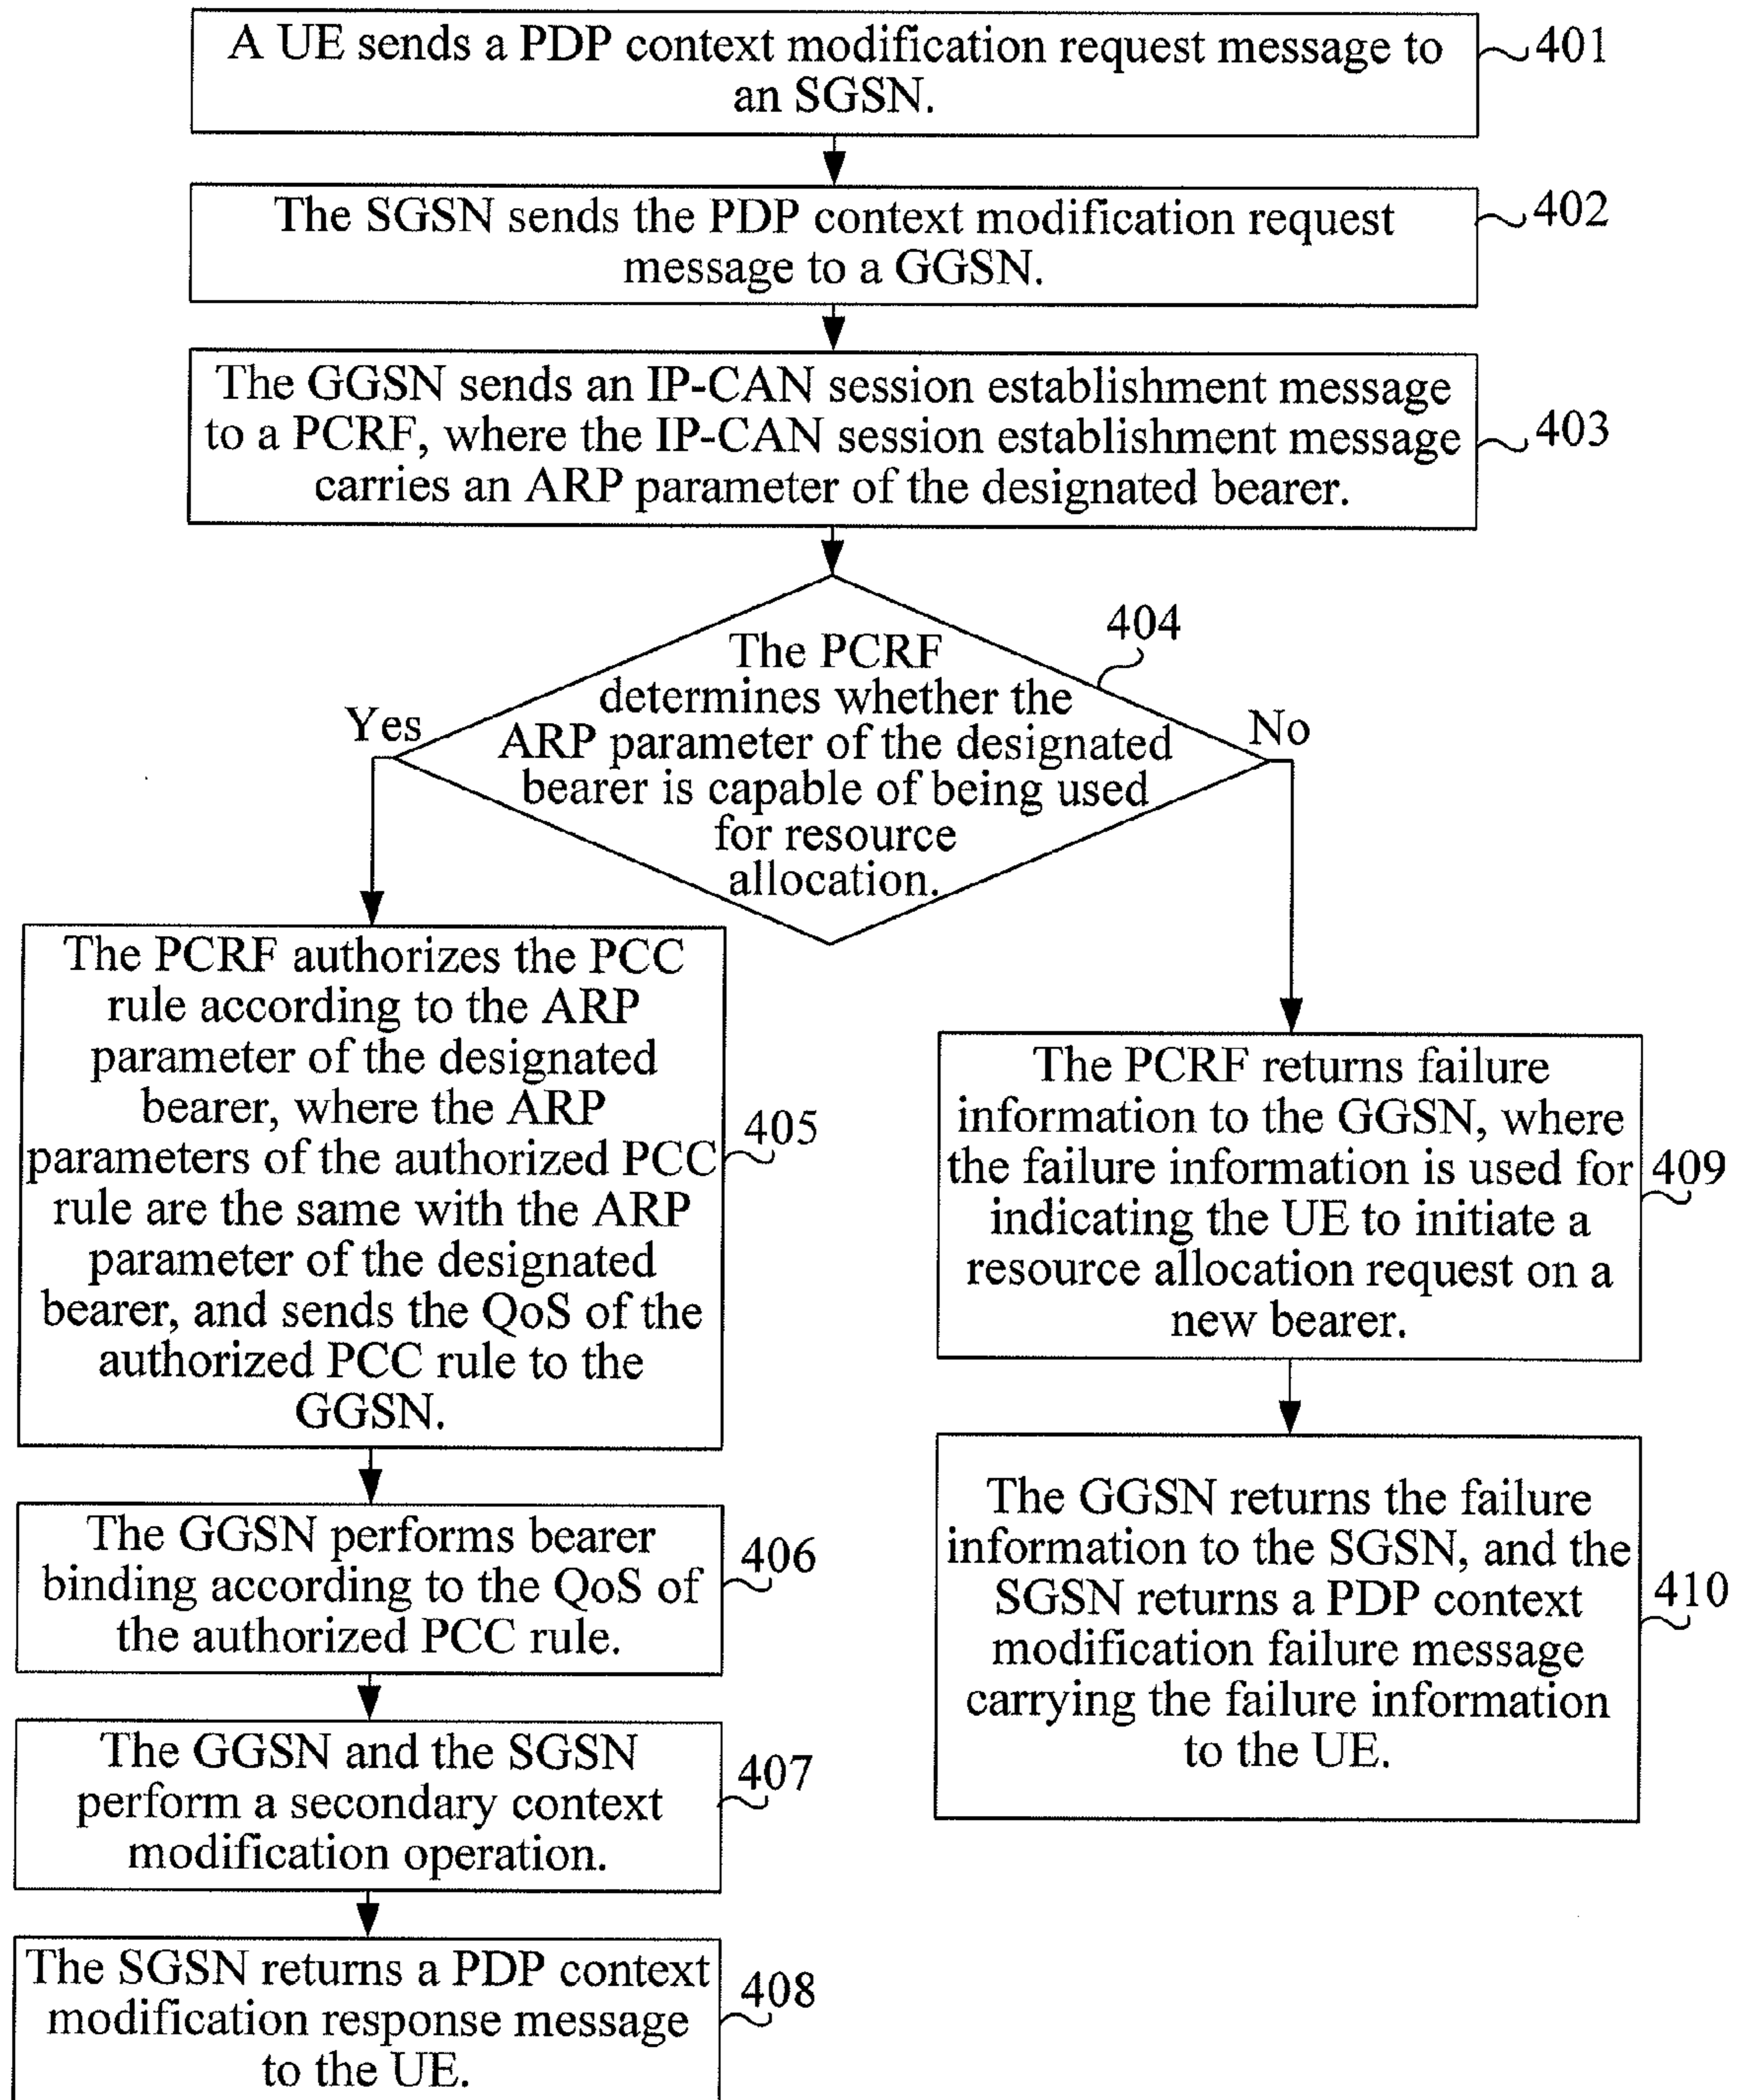 A UE sends a PDP context modification request message to
an SGSN.
401
The SGSN sends the PDP context modification request
message to a GGSN.
402
The GGSN sends an IP-CAN session establishment message
to a PCRF, where the IP-CAN session establishment message
carries an ARP parameter of the designated bearer.
403
The PCRF
determines whether the
ARP parameter of the designated
bearer is capable of being used
for resource
allocation.
404
Yes
No
The PCRF authorizes the PCC
rule according to the ARP
parameter of the designated
bearer, where the ARP
parameters of the authorized PCC
rule are the same with the ARP
parameter of the designated
bearer, and sends the QoS of the
authorized PCC rule to the
GGSN.
405
The PCRF returns failure
information to the GGSN, where
the failure information is used for
indicating the UE to initiate a
resource allocation request on a
new bearer.
409
The GGSN performs bearer
binding according to the QoS of
the authorized PCC rule.
406
The GGSN returns the failure
information to the SGSN, and the
SGSN returns a PDP context
modification failure message
carrying the failure information
to the UE.
410
The GGSN and the SGSN
perform a secondary context
modification operation.
407
The SGSN returns a PDP context
modification response message
to the UE.
408